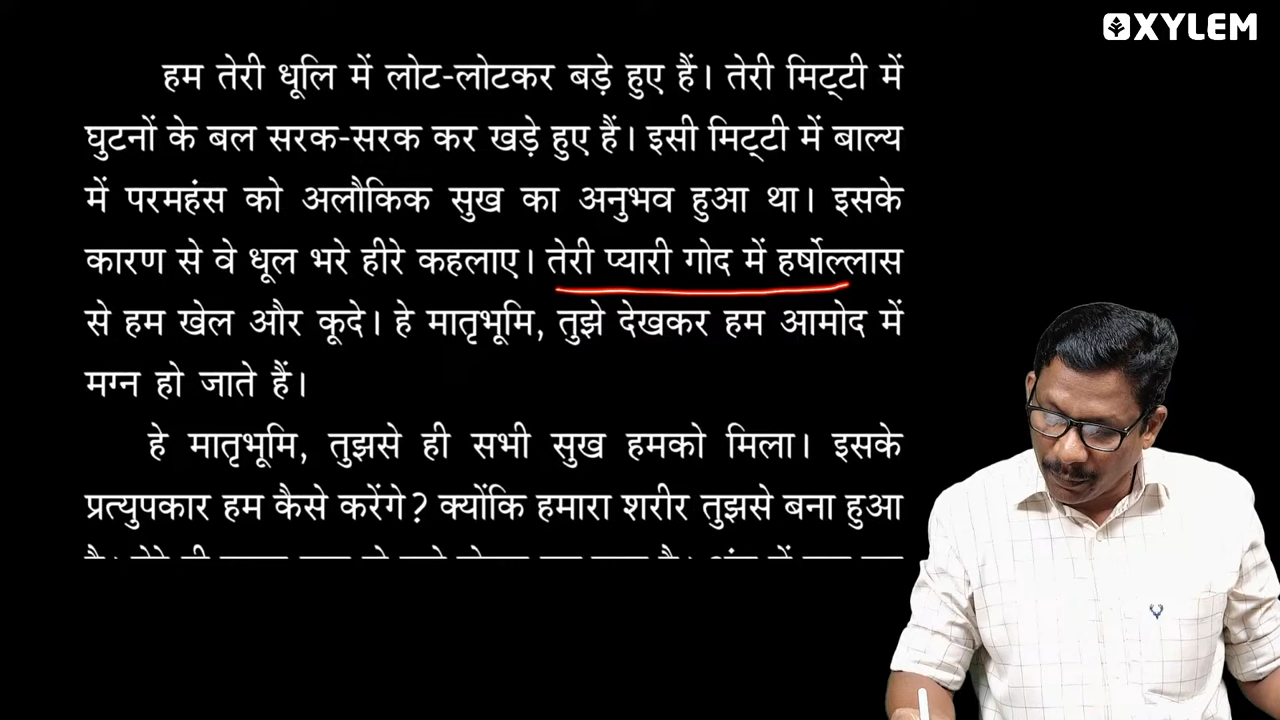 XYLEM
हम तेरी धूलि में लोट-लोटकर बड़े हुए हैं। तेरी मिट्टी में
घुटनों के बल सरक-सरक कर खड़े हुए हैं। इसी मिट्टी में बाल्य
में परमहंस को अलौकिक सुख का अनुभव हुआ था। इसके
कारण से वे धूल भरे हीरे कहलाए। तेरी प्यारी गोद में हर्षोल्लास
से हम खेल और कूदे। हे मातृभूमि, तुझे देखकर हम आमोद में
मग्न हो जाते हैं।
हे मातृभूमि, तुझसे ही सभी सुख हमको मिला। इसके
प्रत्युपकार हम कैसे करेंगे? क्योंकि हमारा शरीर तुझसे बना हुआ